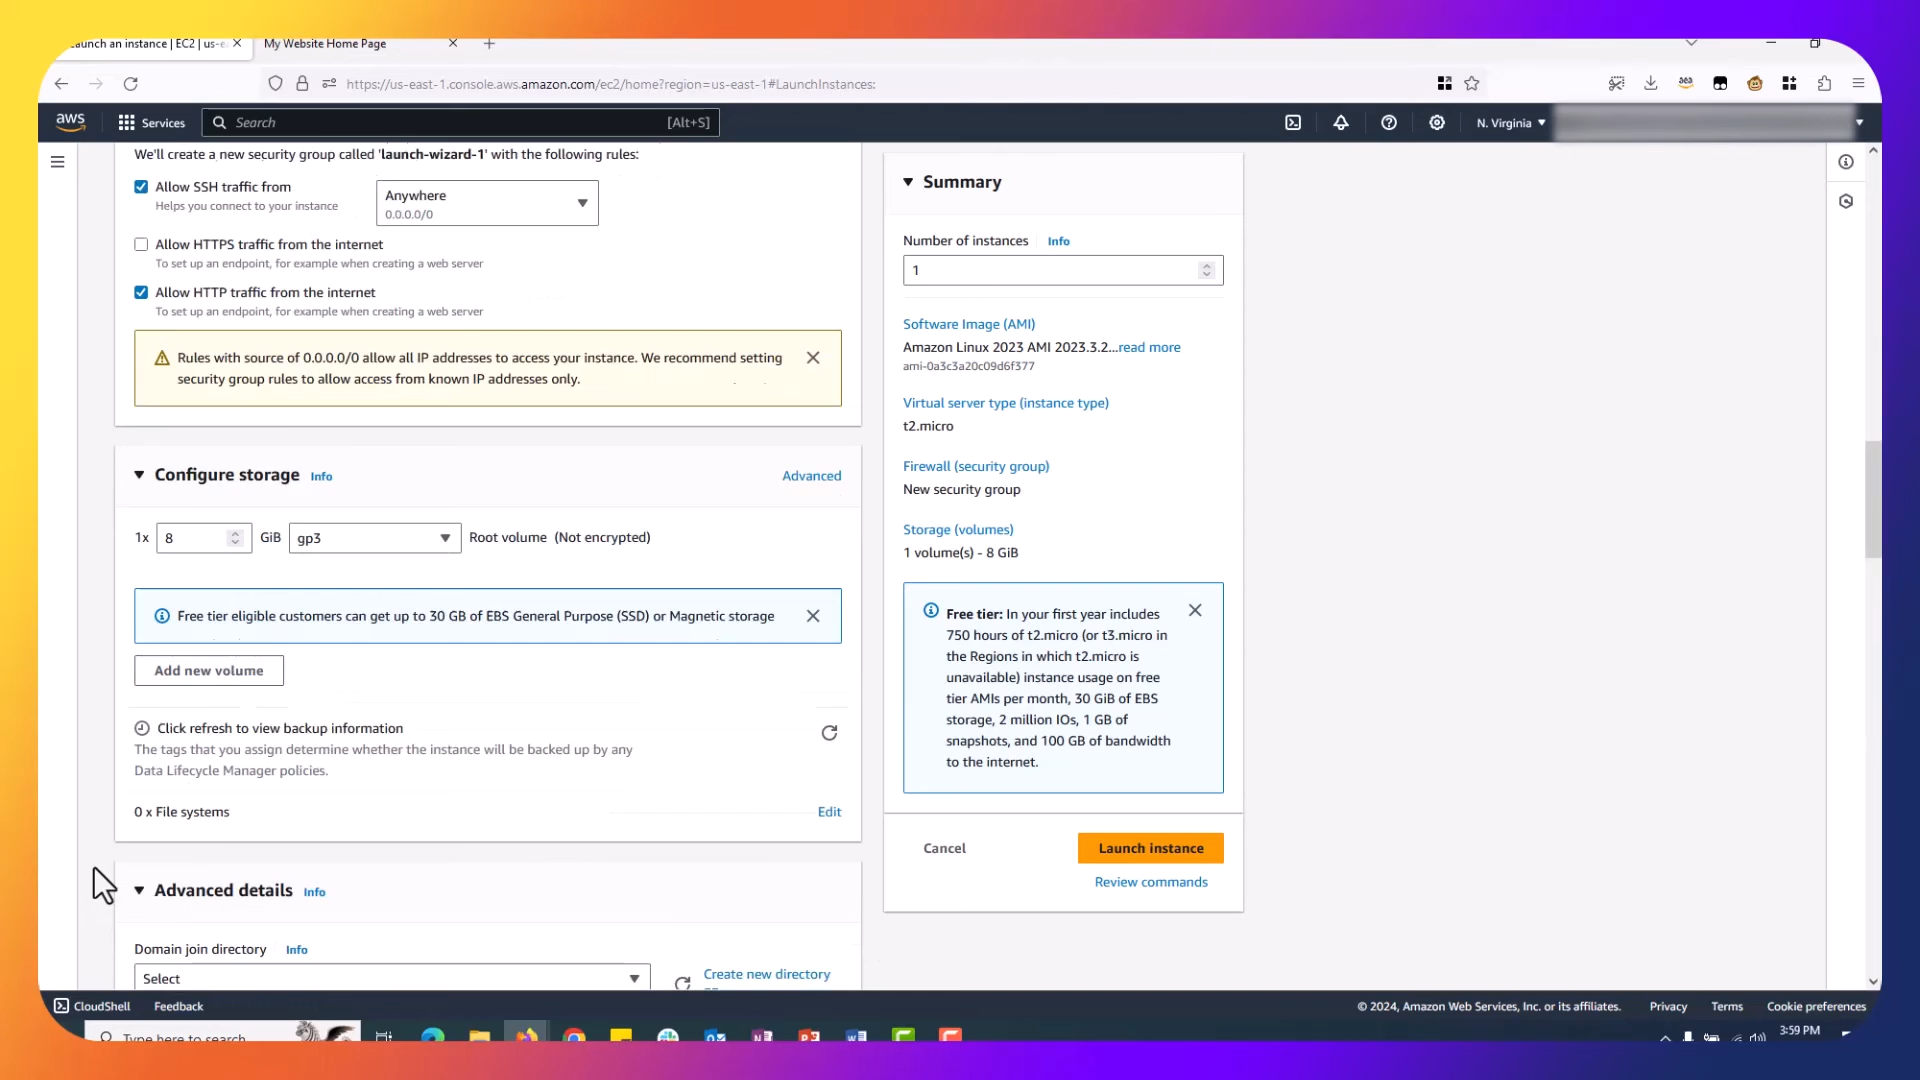 Launch an instance | EC2 | us-e
My Website Home Page
https://us-east-1.console.aws.amazon.com/ec2/home?region=us-east-1#LaunchInstances:
aws
Services
Search
[Alt+S]
N. Virginia
We'll create a new security group called 'launch-wizard-1' with the following rules:
Allow SSH traffic from
Helps you connect to your instance
Anywhere
0.0.0.0/0
Allow HTTPS traffic from the internet
To set up an endpoint, for example when creating a web server
Allow HTTP traffic from the internet
To set up an endpoint, for example when creating a web server
Rules with source of 0.0.0.0/0 allow all IP addresses to access your instance. We recommend setting
security group rules to allow access from known IP addresses only.
Configure storage Info
Advanced
1x 8 GiB gp3 Root volume (Not encrypted)
Free tier eligible customers can get up to 30 GB of EBS General Purpose (SSD) or Magnetic storage
Add new volume
Click refresh to view backup information
The tags that you assign determine whether the instance will be backed up by any
Data Lifecycle Manager policies.
0 x File systems
Edit
Advanced details Info
Domain join directory Info
Select
Create new directory
Summary
Number of instances Info
1
Software Image (AMI)
Amazon Linux 2023 AMI 2023.3.2...read more
ami-0a3c3a20c09d6f377
Virtual server type (instance type)
t2.micro
Firewall (security group)
New security group
Storage (volumes)
1 volume(s) - 8 GiB
Free tier: In your first year includes
750 hours of t2.micro (or t3.micro in
the Regions in which t2.micro is
unavailable) instance usage on free
tier AMIs per month, 30 GiB of EBS
storage, 2 million IOs, 1 GB of
snapshots, and 100 GB of bandwidth
to the internet.
Cancel
Launch instance
Review commands
CloudShell
Feedback
© 2024, Amazon Web Services, Inc. or its affiliates.
Privacy
Terms
Cookie preferences
Type here to search
3:59 PM